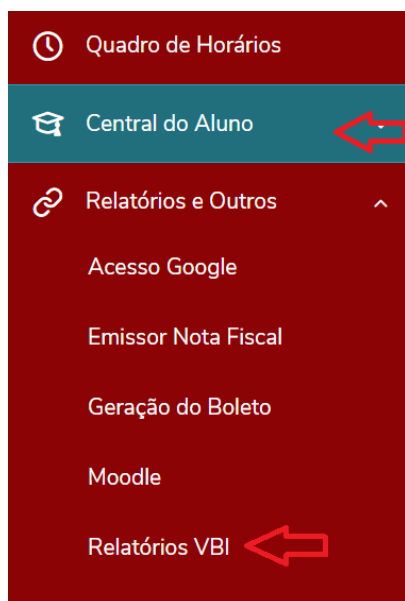 Quadro de Horários
Central do Aluno
Relatórios e Outros
Acesso Google
Emissor Nota Fiscal
Geração do Boleto
Moodle
Relatórios VBI